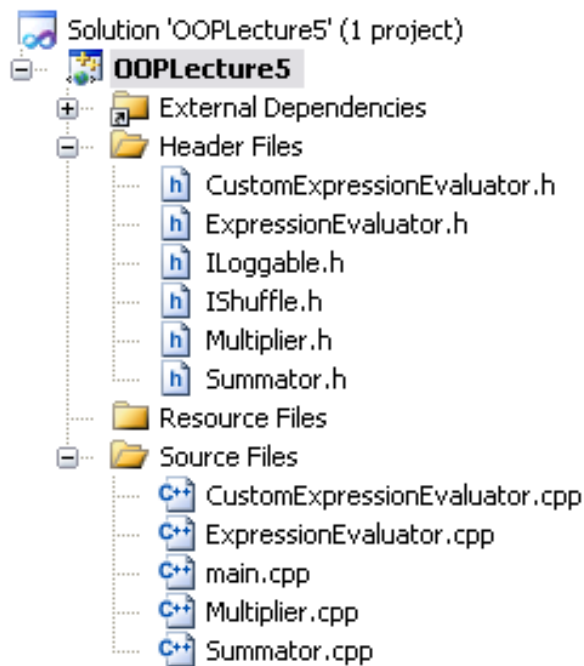 Solution 'OOPLecture5' (1 project)
OOPLecture5
External Dependencies
Header Files
CustomExpressionEvaluator.h
ExpressionEvaluator.h
ILoggable.h
IShuffle.h
Multiplier.h
Summator.h
Resource Files
Source Files
CustomExpressionEvaluator.cpp
ExpressionEvaluator.cpp
main.cpp
Multiplier.cpp
Summator.cpp